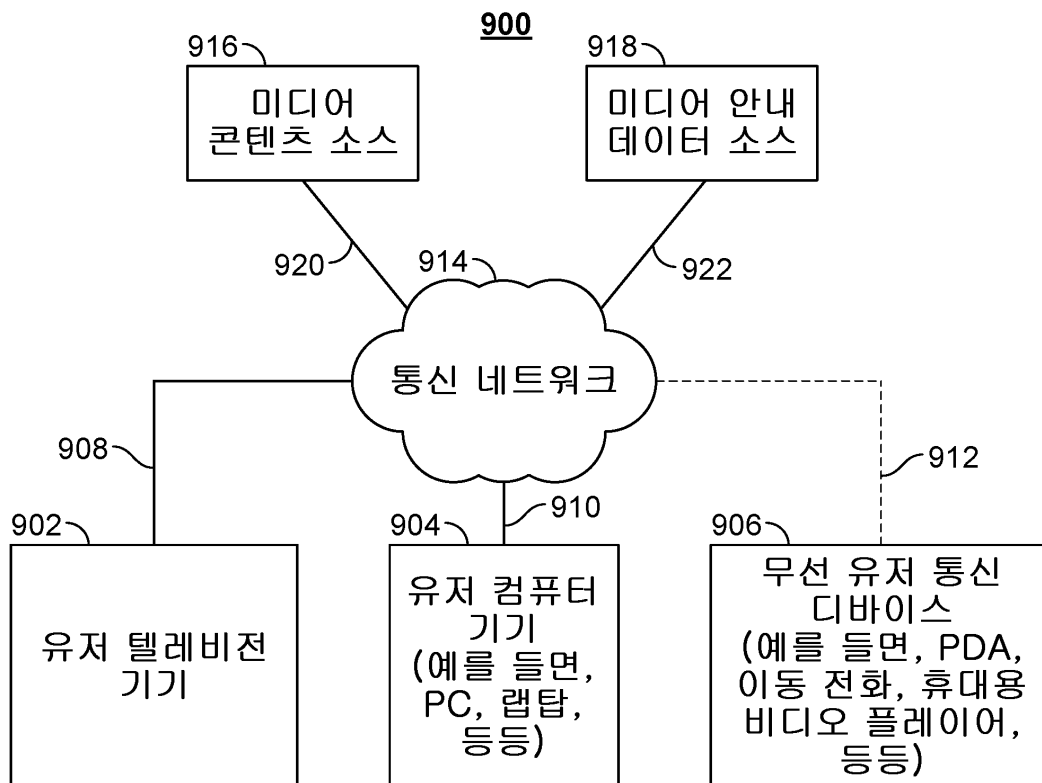 900
916
미디어
콘텐츠 소스
918
미디어 안내
데이터 소스
920
914
922
통신 네트워크
908
910
912
902
유저 텔레비전
기기
904
유저 컴퓨터
기기
(예를 들면,
PC, 랩탑,
등등)
906
무선 유저 통신
디바이스
(예를 들면, PDA,
이동 전화, 휴대용
비디오 플레이어,
등등)